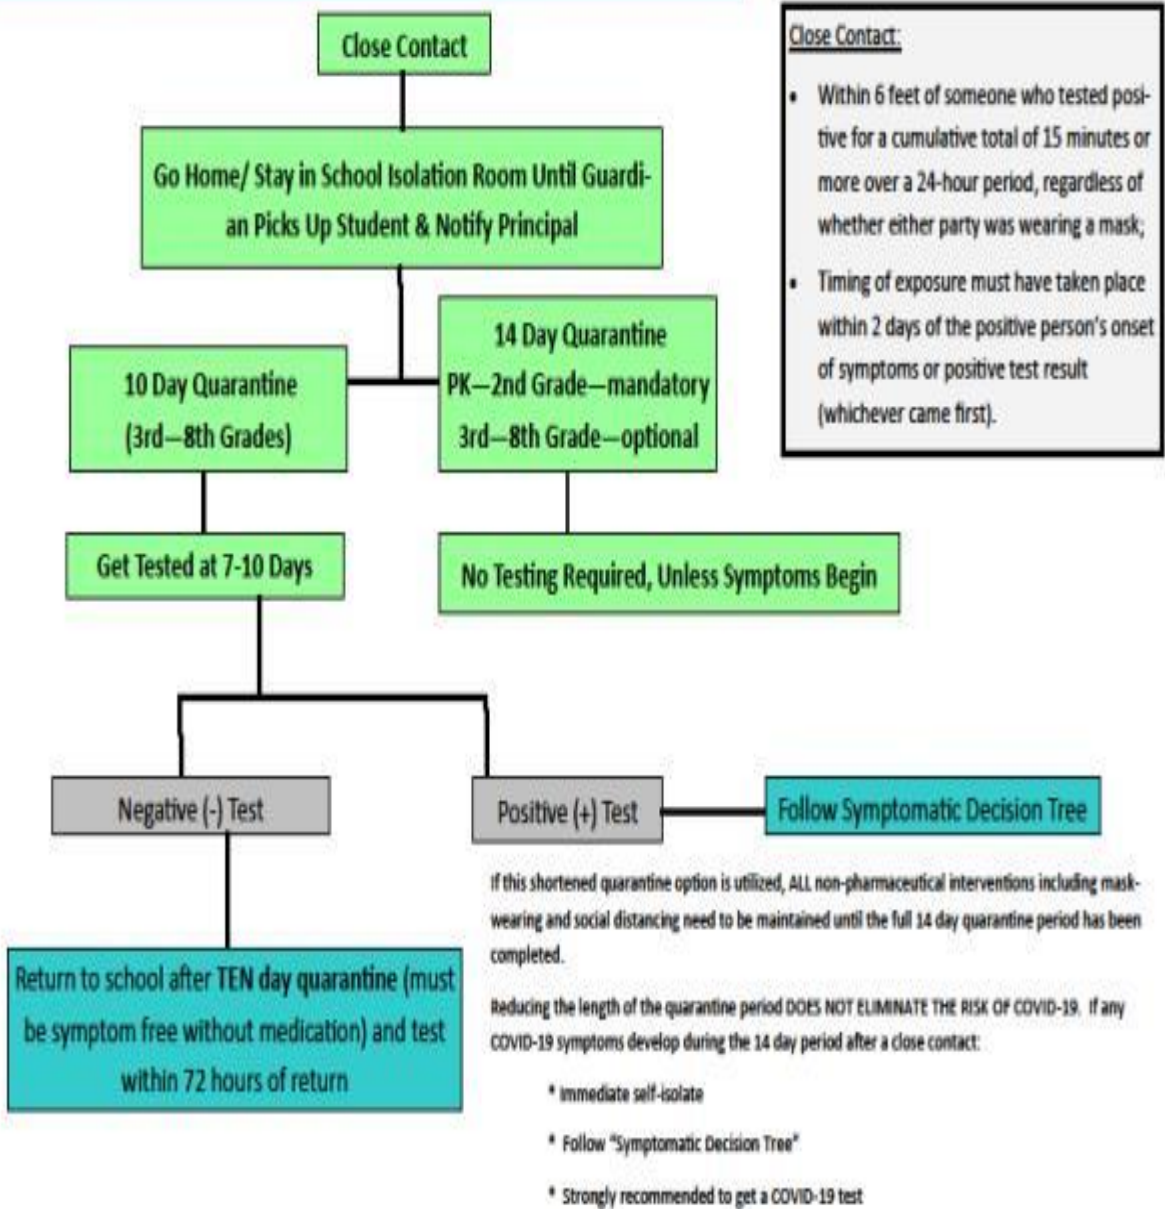 Close Contact
Go Home/ Stay in School Isolation Room Until Guardi-
an Picks Up Student & Notify Principal
10 Day Quarantine
(3rd—8th Grades)
14 Day Quarantine
PK—2nd Grade—mandatory
3rd—8th Grade—optional
Get Tested at 7-10 Days
No Testing Required, Unless Symptoms Begin
Negative (-) Test
Positive (+) Test
Follow Symptomatic Decision Tree
Return to school after TEN day quarantine (must
be symptom free without medication) and test
within 72 hours of return
If this shortened quarantine option is utilized, ALL non-pharmaceutical interventions including mask-
wearing and social distancing need to be maintained until the full 14 day quarantine period has been
completed.
Reducing the length of the quarantine period DOES NOT ELIMINATE THE RISK OF COVID-19. If any
COVID-19 symptoms develop during the 14 day period after a close contact:
* Immediate self-isolate
* Follow "Symptomatic Decision Tree"
* Strongly recommended to get a COVID-19 test
Close Contact:
• Within 6 feet of someone who tested posi-
tive for a cumulative total of 15 minutes or
more over a 24-hour period, regardless of
whether either party was wearing a mask;
• Timing of exposure must have taken place
within 2 days of the positive person's onset
of symptoms or positive test result
(whichever came first).